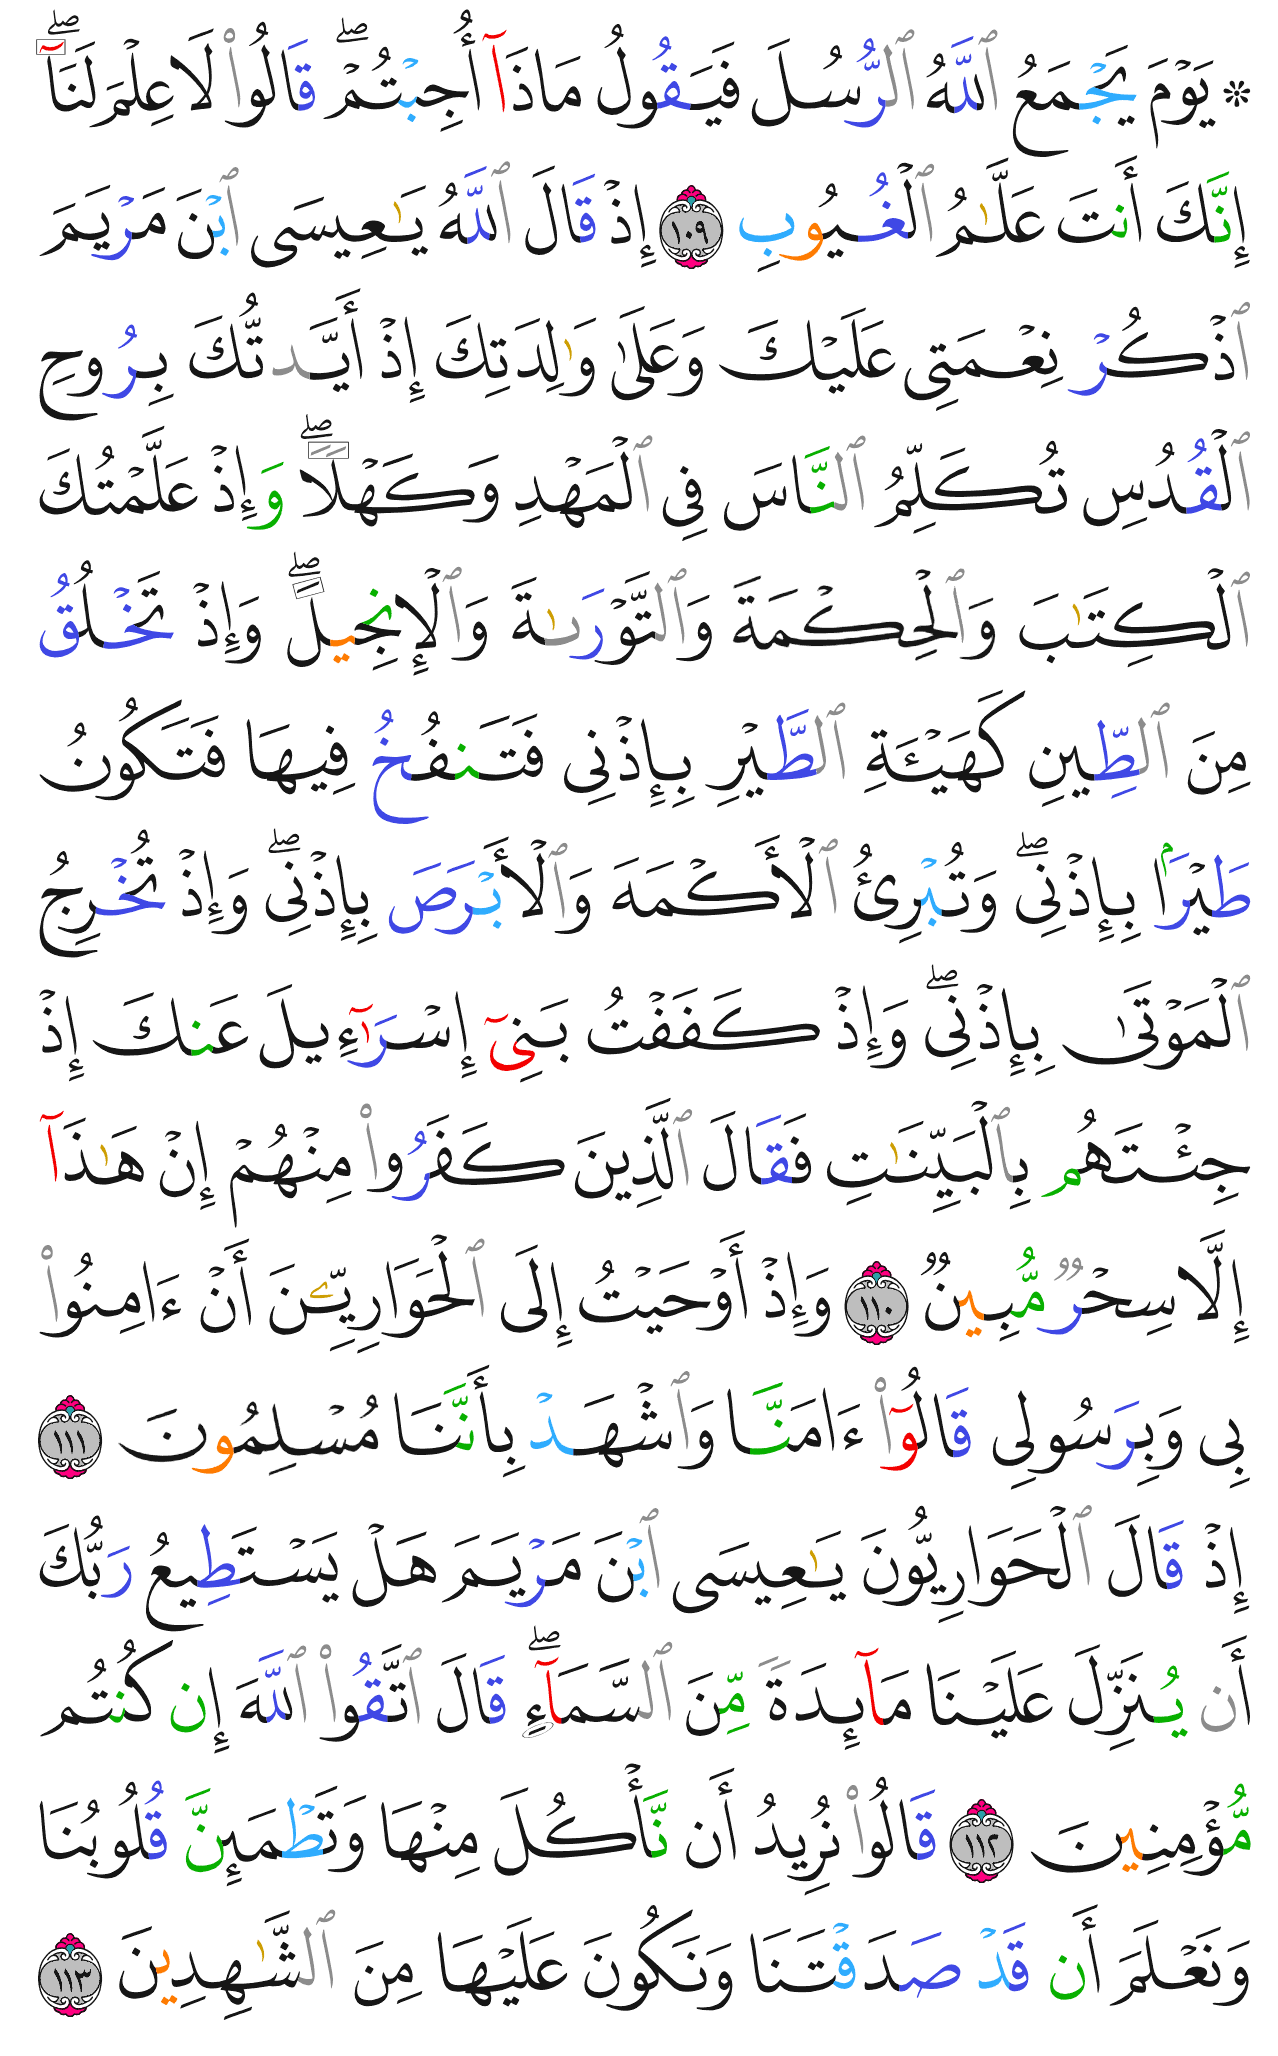 ۞ يَوْمَ يَجْمَعُ ٱللَّهُ ٱلرُّسُلَ فَيَقُولُ مَاذَآ أُجِبْتُمْ ۖ قَالُوا۟ لَا عِلْمَ لَنَآ ۖ
إِنَّكَ أَنتَ عَلَّـٰمُ ٱلْغُيُوبِ ١٠٩ إِذْ قَالَ ٱللَّهُ يَـٰعِيسَى ٱبْنَ مَرْيَمَ
ٱذْكُرْ نِعْمَتِى عَلَيْكَ وَعَلَىٰ وَٰلِدَتِكَ إِذْ أَيَّدتُّكَ بِرُوحِ
ٱلْقُدُسِ تُكَلِّمُ ٱلنَّاسَ فِى ٱلْمَهْدِ وَكَهْلًا ۖ وَإِذْ عَلَّمْتُكَ
ٱلْكِتَـٰبَ وَٱلْحِكْمَةَ وَٱلتَّوْرَىٰةَ وَٱلْإِنجِيلَ ۖ وَإِذْ تَخْلُقُ
مِنَ ٱلطِّينِ كَهَيْـَٔةِ ٱلطَّيْرِ بِإِذْنِى فَتَنفُخُ فِيهَا فَتَكُونُ
طَيْرَۢا بِإِذْنِى ۖ وَتُبْرِئُ ٱلْأَكْمَهَ وَٱلْأَبْرَصَ بِإِذْنِى ۖ وَإِذْ تُخْرِجُ
ٱلْمَوْتَىٰ بِإِذْنِى ۖ وَإِذْ كَفَفْتُ بَنِىٓ إِسْرَٰٓءِيلَ عَنكَ إِذْ
جِئْتَهُم بِٱلْبَيِّنَـٰتِ فَقَالَ ٱلَّذِينَ كَفَرُوا۟ مِنْهُمْ إِنْ هَـٰذَآ
إِلَّا سِحْرٌ مُّبِينٌ ١١٠ وَإِذْ أَوْحَيْتُ إِلَى ٱلْحَوَارِيِّـۧنَ أَنْ ءَامِنُوا۟
بِى وَبِرَسُولِى قَالُوٓا۟ ءَامَنَّا وَٱشْهَدْ بِأَنَّنَا مُسْلِمُونَ ١١١
إِذْ قَالَ ٱلْحَوَارِيُّونَ يَـٰعِيسَى ٱبْنَ مَرْيَمَ هَلْ يَسْتَطِيعُ رَبُّكَ
أَن يُنَزِّلَ عَلَيْنَا مَآئِدَةً مِّنَ ٱلسَّمَآءِ ۖ قَالَ ٱتَّقُوا۟ ٱللَّهَ إِن كُنتُم
مُّؤْمِنِينَ ١١٢ قَالُوا۟ نُرِيدُ أَن نَّأْكُلَ مِنْهَا وَتَطْمَئِنَّ قُلُوبُنَا
وَنَعْلَمَ أَن قَدْ صَدَقْتَنَا وَنَكُونَ عَلَيْهَا مِنَ ٱلشَّـٰهِدِينَ ١١٣